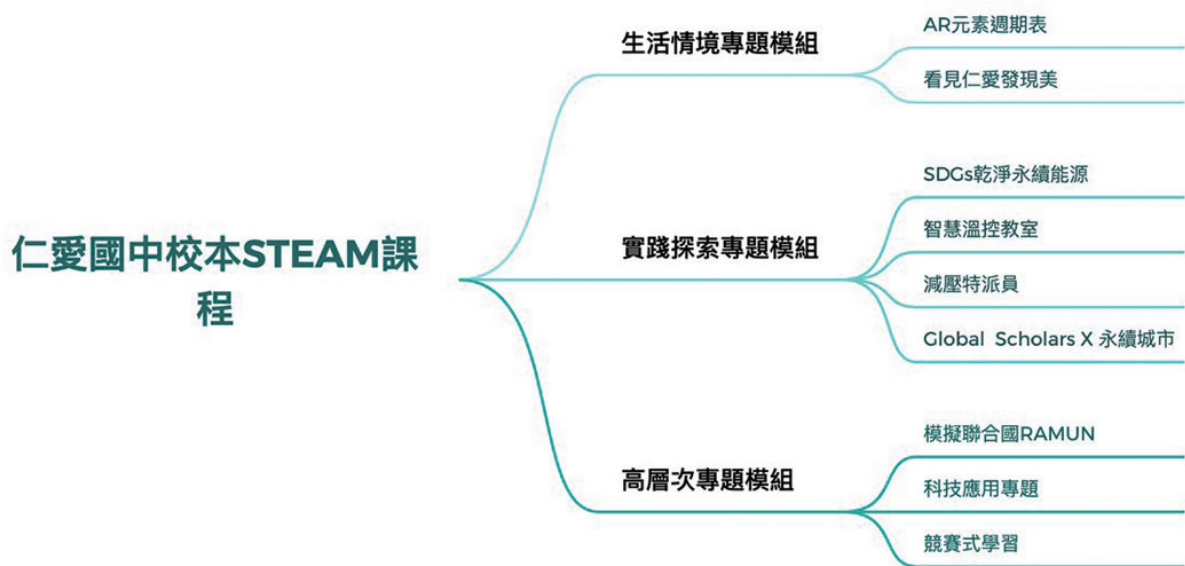 仁愛國中校本STEAM課
程
生活情境專題模組
AR元素週期表
看見仁愛發現美
實踐探索專題模組
SDGs乾淨永續能源
智慧溫控教室
減壓特派員
Global Scholars X 永續城市
高層次專題模組
模擬聯合國RAMUN
科技應用專題
競賽式學習